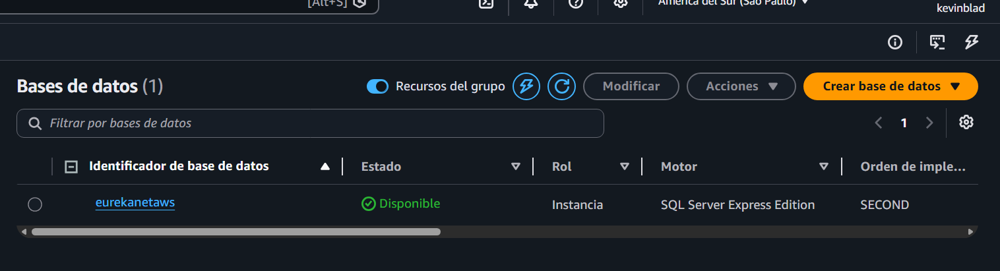 [Alt+S]
América del Sur (São Paulo)
kevinblad
Bases de datos (1)
Recursos del grupo
Modificar
Acciones
Crear base de datos
Filtrar por bases de datos
1
Identificador de base de datos
Estado
Rol
Motor
Orden de imple...
eurekanetaws
Disponible
Instancia
SQL Server Express Edition
SECOND